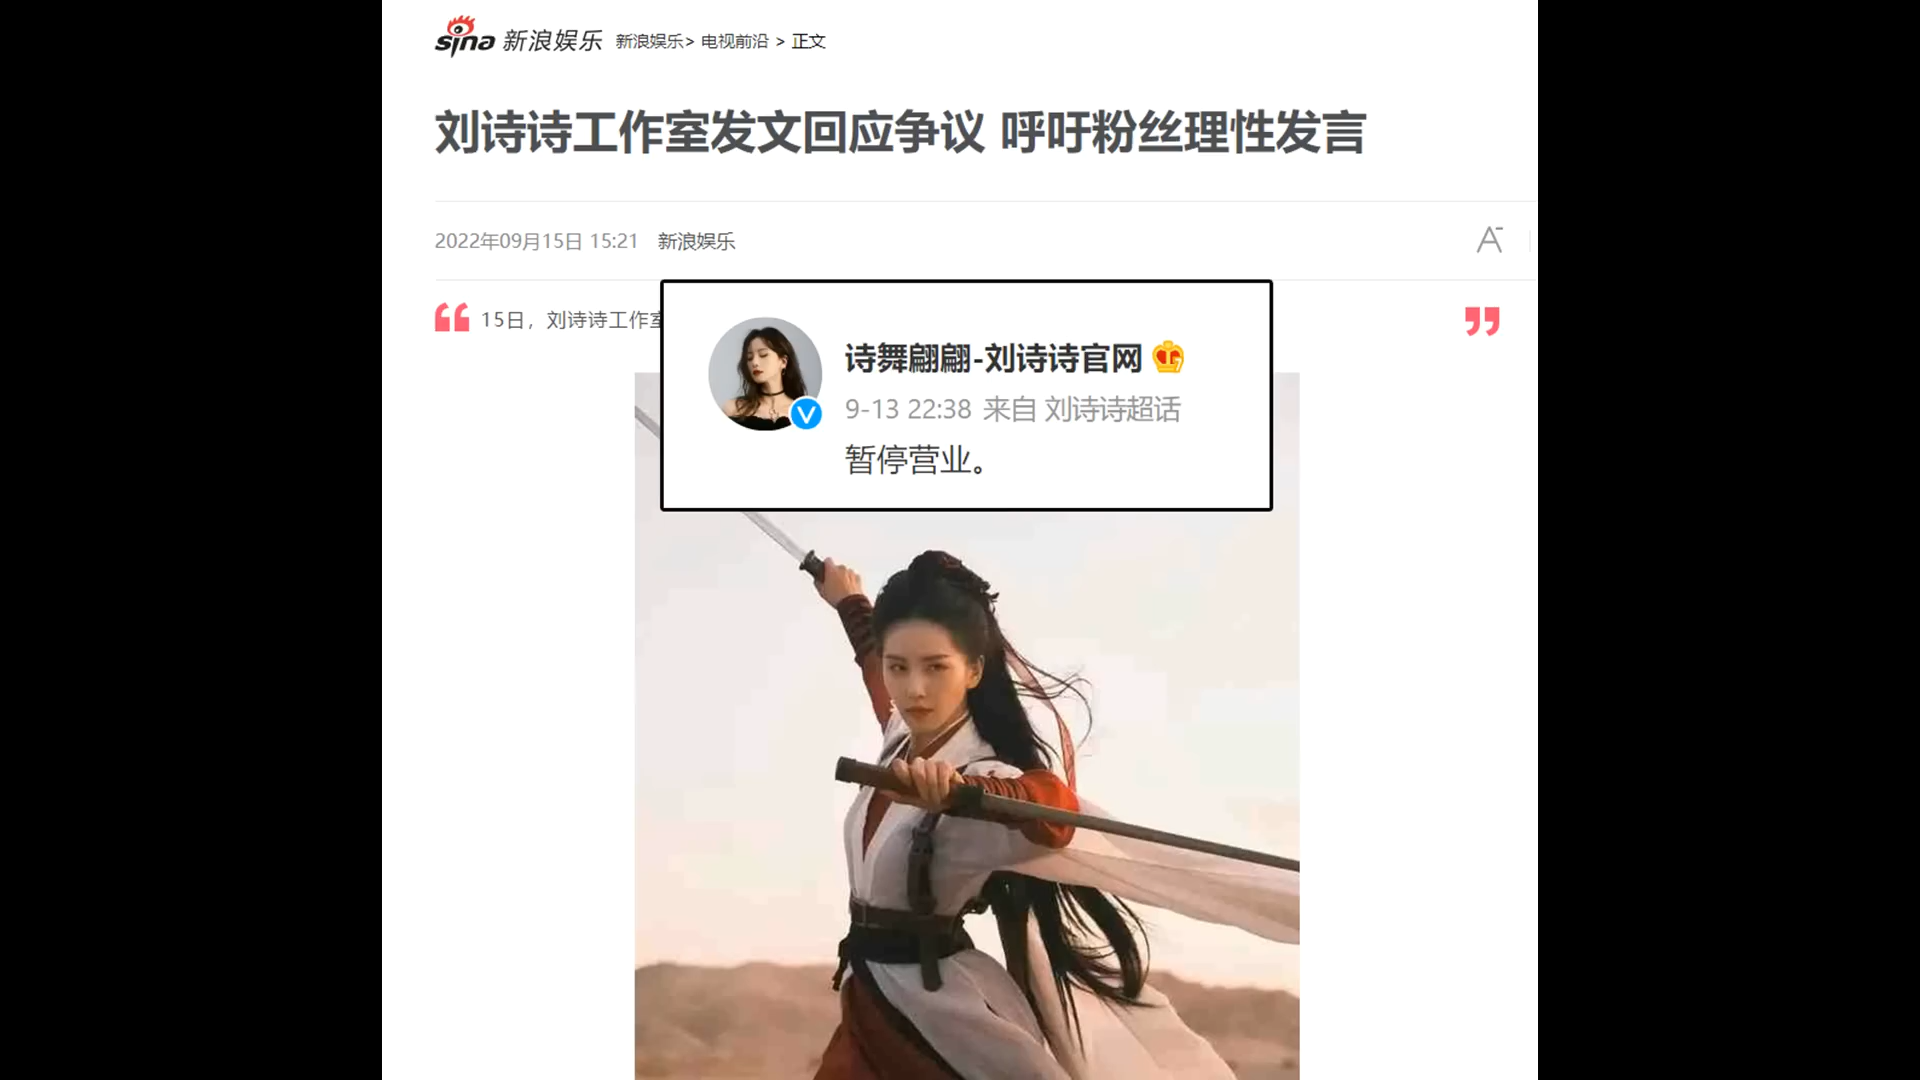 sina 新浪娱乐 新浪娱乐> 电视前沿 > 正文
刘诗诗工作室发文回应争议 呼吁粉丝理性发言
2022年09月15日 15:21 新浪娱乐 A-
“ 15日，刘诗诗工作室 ”
诗舞翩翩-刘诗诗官网
9-13 22:38 来自 刘诗诗超话
暂停营业。